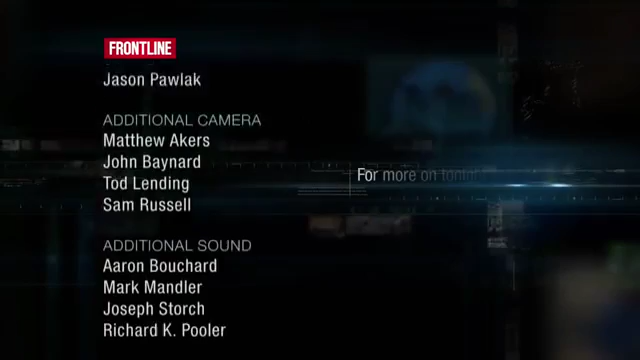 FRONTLINE
Jason Pawlak
ADDITIONAL CAMERA
Matthew Akers
John Baynard
Tod Lending
Sam Russell
For more on
ADDITIONAL SOUND
Aaron Bouchard
Mark Mandler
Joseph Storch
Richard K. Pooler